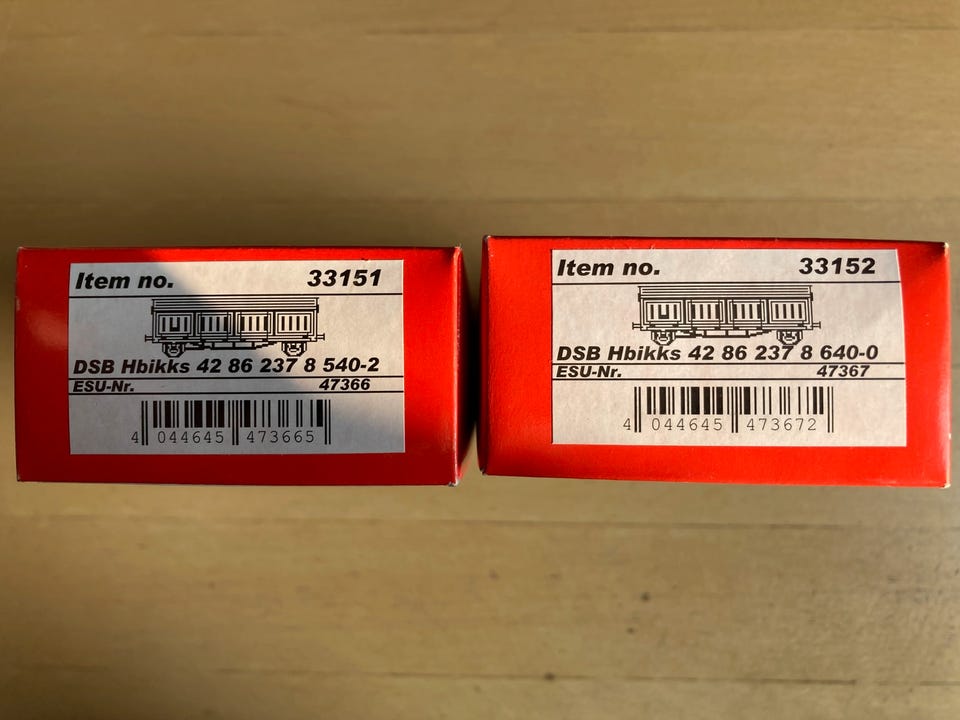 Item no. 33151
DSB Hbikks 42 86 237 8 540-2
ESU-Nr. 47366
4 044645 473665
Item no. 33152
DSB Hbikks 42 86 237 8 640-0
ESU-Nr. 47367
4 044645 473672